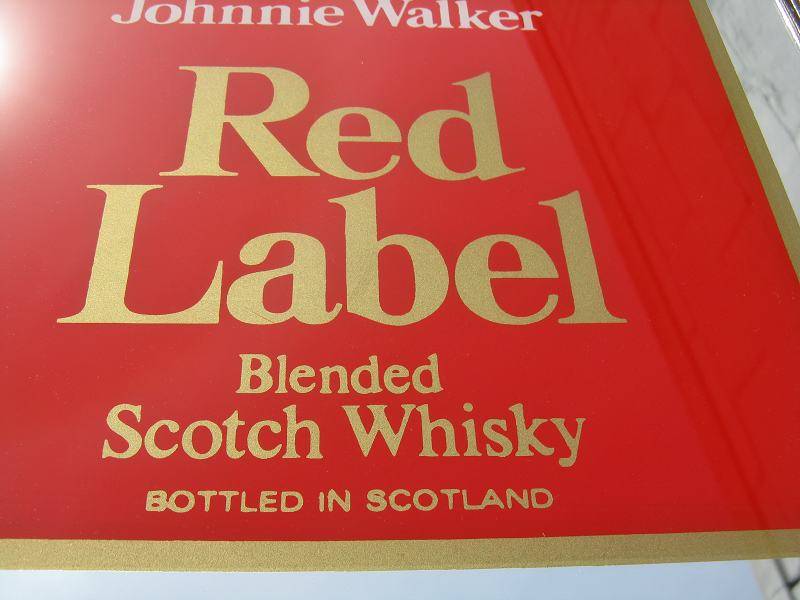 Johnnie Walker
Red
Label
Blended
Scotch Whisky
BOTTLED IN SCOTLAND